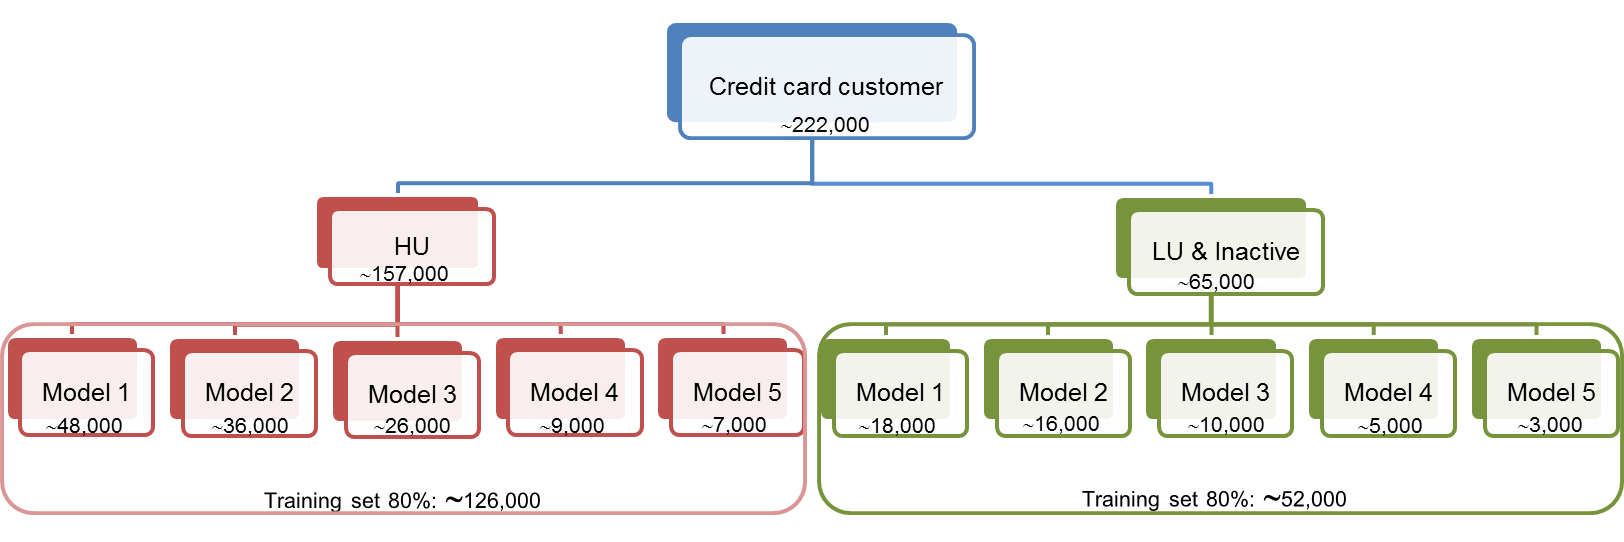 Credit card customer
~222,000
HU
~157,000
LU & Inactive
~65,000
Model 1
~48,000
Model 2
~36,000
Model 3
~26,000
Model 4
~9,000
Model 5
~7,000
Model 1
~18,000
Model 2
~16,000
Model 3
~10,000
Model 4
~5,000
Model 5
~3,000
Training set 80%: ~126,000
Training set 80%: ~52,000